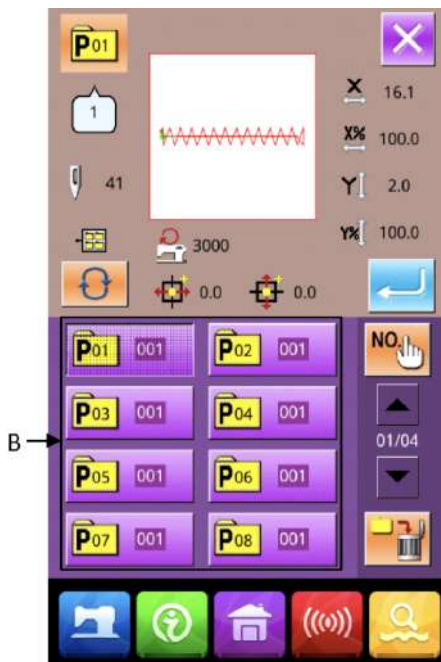 P01
1
X 16.1
X% 100.0
41
Y 2.0
3000
Y% 100.0
0.0 0.0
P01 001 P02 001
NO.
P03 001 P04 001
B
01/04
P05 001 P06 001
P07 001 P08 001